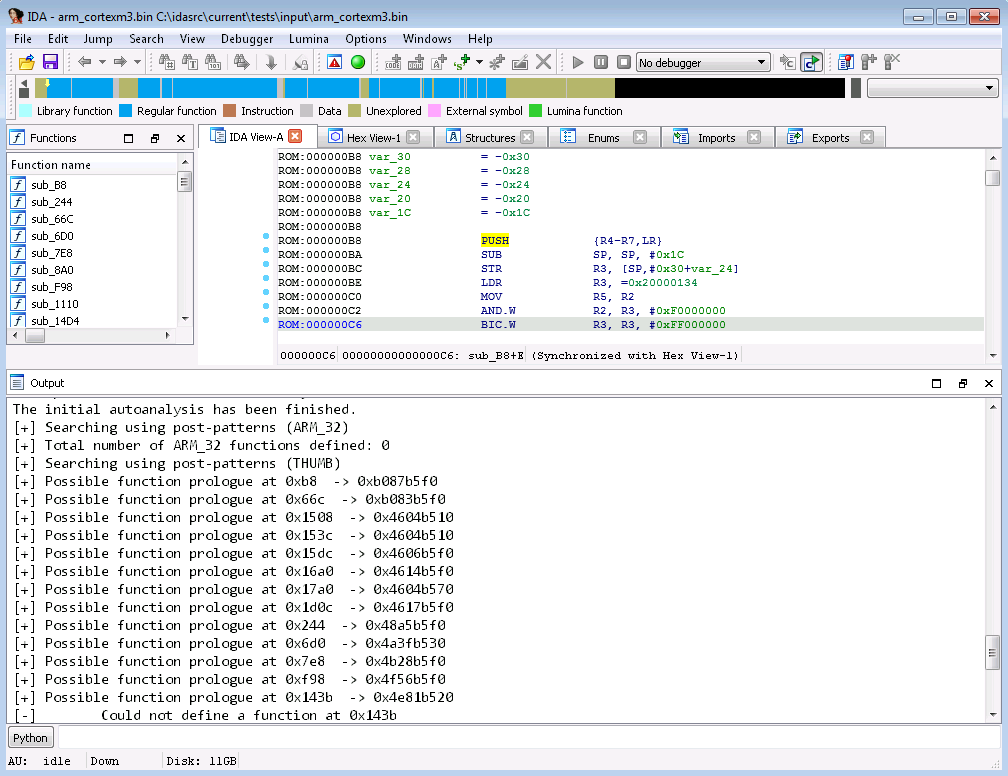 IDA - arm_cortexm3.bin C:\idasrc\current\tests\input\arm_cortexm3.bin
File Edit Jump Search View Debugger Lumina Options Windows Help
No debugger
Library function Regular function Instruction Data Unexplored External symbol Lumina function
Functions
IDA View-A Hex View-1 Structures Enums Imports Exports
Function name
sub_B8
sub_244
sub_66C
sub_6D0
sub_7E8
sub_8A0
sub_F98
sub_1110
sub_14D4
ROM:000000B8 var_30 = -0x30
ROM:000000B8 var_28 = -0x28
ROM:000000B8 var_24 = -0x24
ROM:000000B8 var_20 = -0x20
ROM:000000B8 var_1C = -0x1C
ROM:000000B8
ROM:000000B8 PUSH {R4-R7,LR}
ROM:000000BA SUB SP, SP, #0x1C
ROM:000000BC STR R3, [SP,#0x30+var_24]
ROM:000000BE LDR R3, =0x20000134
ROM:000000C0 MOV R5, R2
ROM:000000C2 AND.W R2, R3, #0xF0000000
ROM:000000C6 BIC.W R3, R3, #0xFF000000
000000C6 00000000000000C6: sub_B8+E (Synchronized with Hex View-1)
Output
The initial autoanalysis has been finished.
[+] Searching using post-patterns (ARM_32)
[+] Total number of ARM_32 functions defined: 0
[+] Searching using post-patterns (THUMB)
[+] Possible function prologue at 0xb8 -> 0xb087b5f0
[+] Possible function prologue at 0x66c -> 0xb083b5f0
[+] Possible function prologue at 0x1508 -> 0x4604b510
[+] Possible function prologue at 0x153c -> 0x4604b510
[+] Possible function prologue at 0x15dc -> 0x4606b5f0
[+] Possible function prologue at 0x16a0 -> 0x4614b5f0
[+] Possible function prologue at 0x17a0 -> 0x4604b570
[+] Possible function prologue at 0x1d0c -> 0x4617b5f0
[+] Possible function prologue at 0x244 -> 0x48a5b5f0
[+] Possible function prologue at 0x6d0 -> 0x4a3fb530
[+] Possible function prologue at 0x7e8 -> 0x4b28b5f0
[+] Possible function prologue at 0xf98 -> 0x4f56b5f0
[+] Possible function prologue at 0x143b -> 0x4e81b520
[-] Could not define a function at 0x143b
Python
AU: idle Down Disk: 11GB